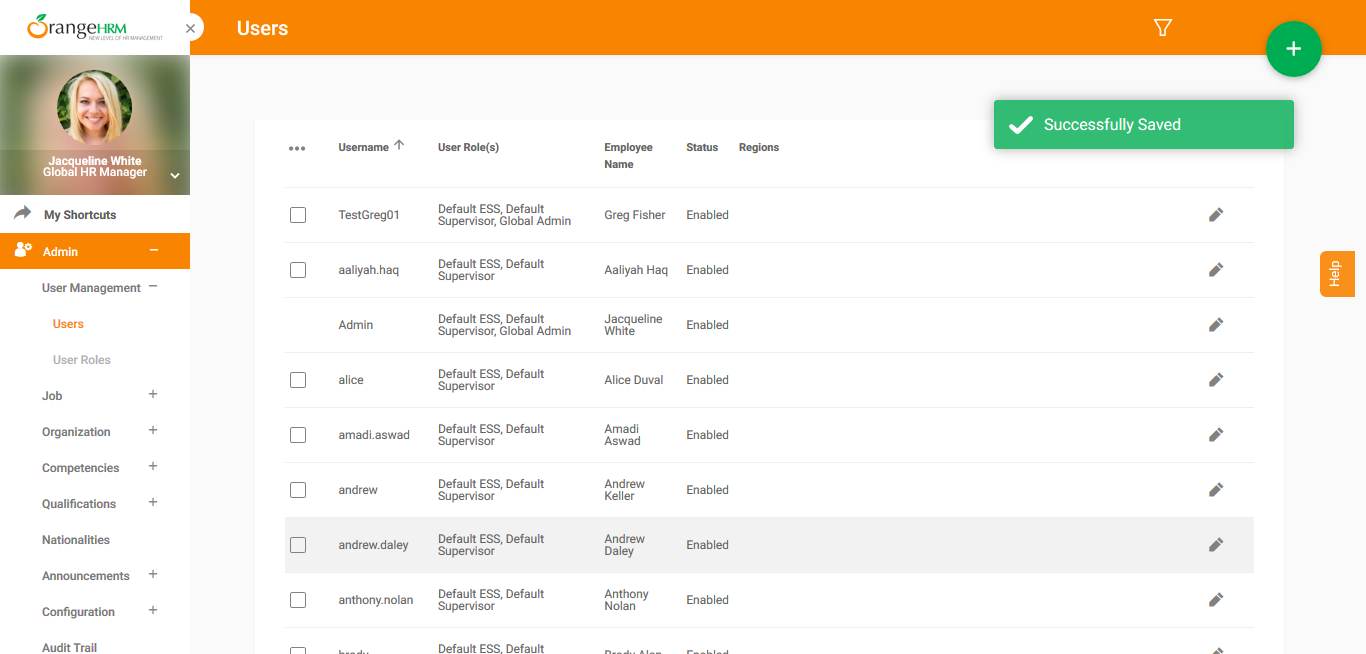 OrangeHRM
NEW LEVEL OF HR MANAGEMENT
Users
Jacqueline White
Global HR Manager
My Shortcuts
Admin
User Management
Users
User Roles
Job
Organization
Competencies
Qualifications
Nationalities
Announcements
Configuration
Audit Trail
Successfully Saved
Username User Role(s) Employee Status Regions
Name
TestGreg01 Default ESS, Default Greg Fisher Enabled
Supervisor, Global Admin
aaliyah.haq Default ESS, Default Aaliyah Haq Enabled
Supervisor
Admin Default ESS, Default Jacqueline Enabled
Supervisor, Global Admin White
alice Default ESS, Default Alice Duval Enabled
Supervisor
amadi.aswad Default ESS, Default Amadi Enabled
Supervisor Aswad
andrew Default ESS, Default Andrew Enabled
Supervisor Keller
andrew.daley Default ESS, Default Andrew Enabled
Supervisor Daley
anthony.nolan Default ESS, Default Anthony Enabled
Supervisor Nolan
Default ESS, Default
Help